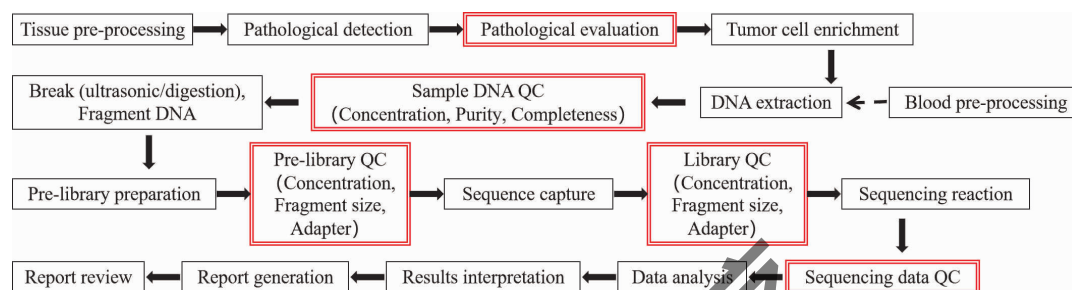 Tissue pre-processing
Pathological detection
Pathological evaluation
Tumor cell enrichment
Break (ultrasonic/digestion),
Fragment DNA
Sample DNA QC
(Concentration, Purity, Completeness)
DNA extraction
Blood pre-processing
Pre-library preparation
Pre-library QC
(Concentration,
Fragment size,
Adapter)
Sequence capture
Library QC
(Concentration,
Fragment size,
Adapter)
Sequencing reaction
Report review
Report generation
Results interpretation
Data analysis
Sequencing data QC